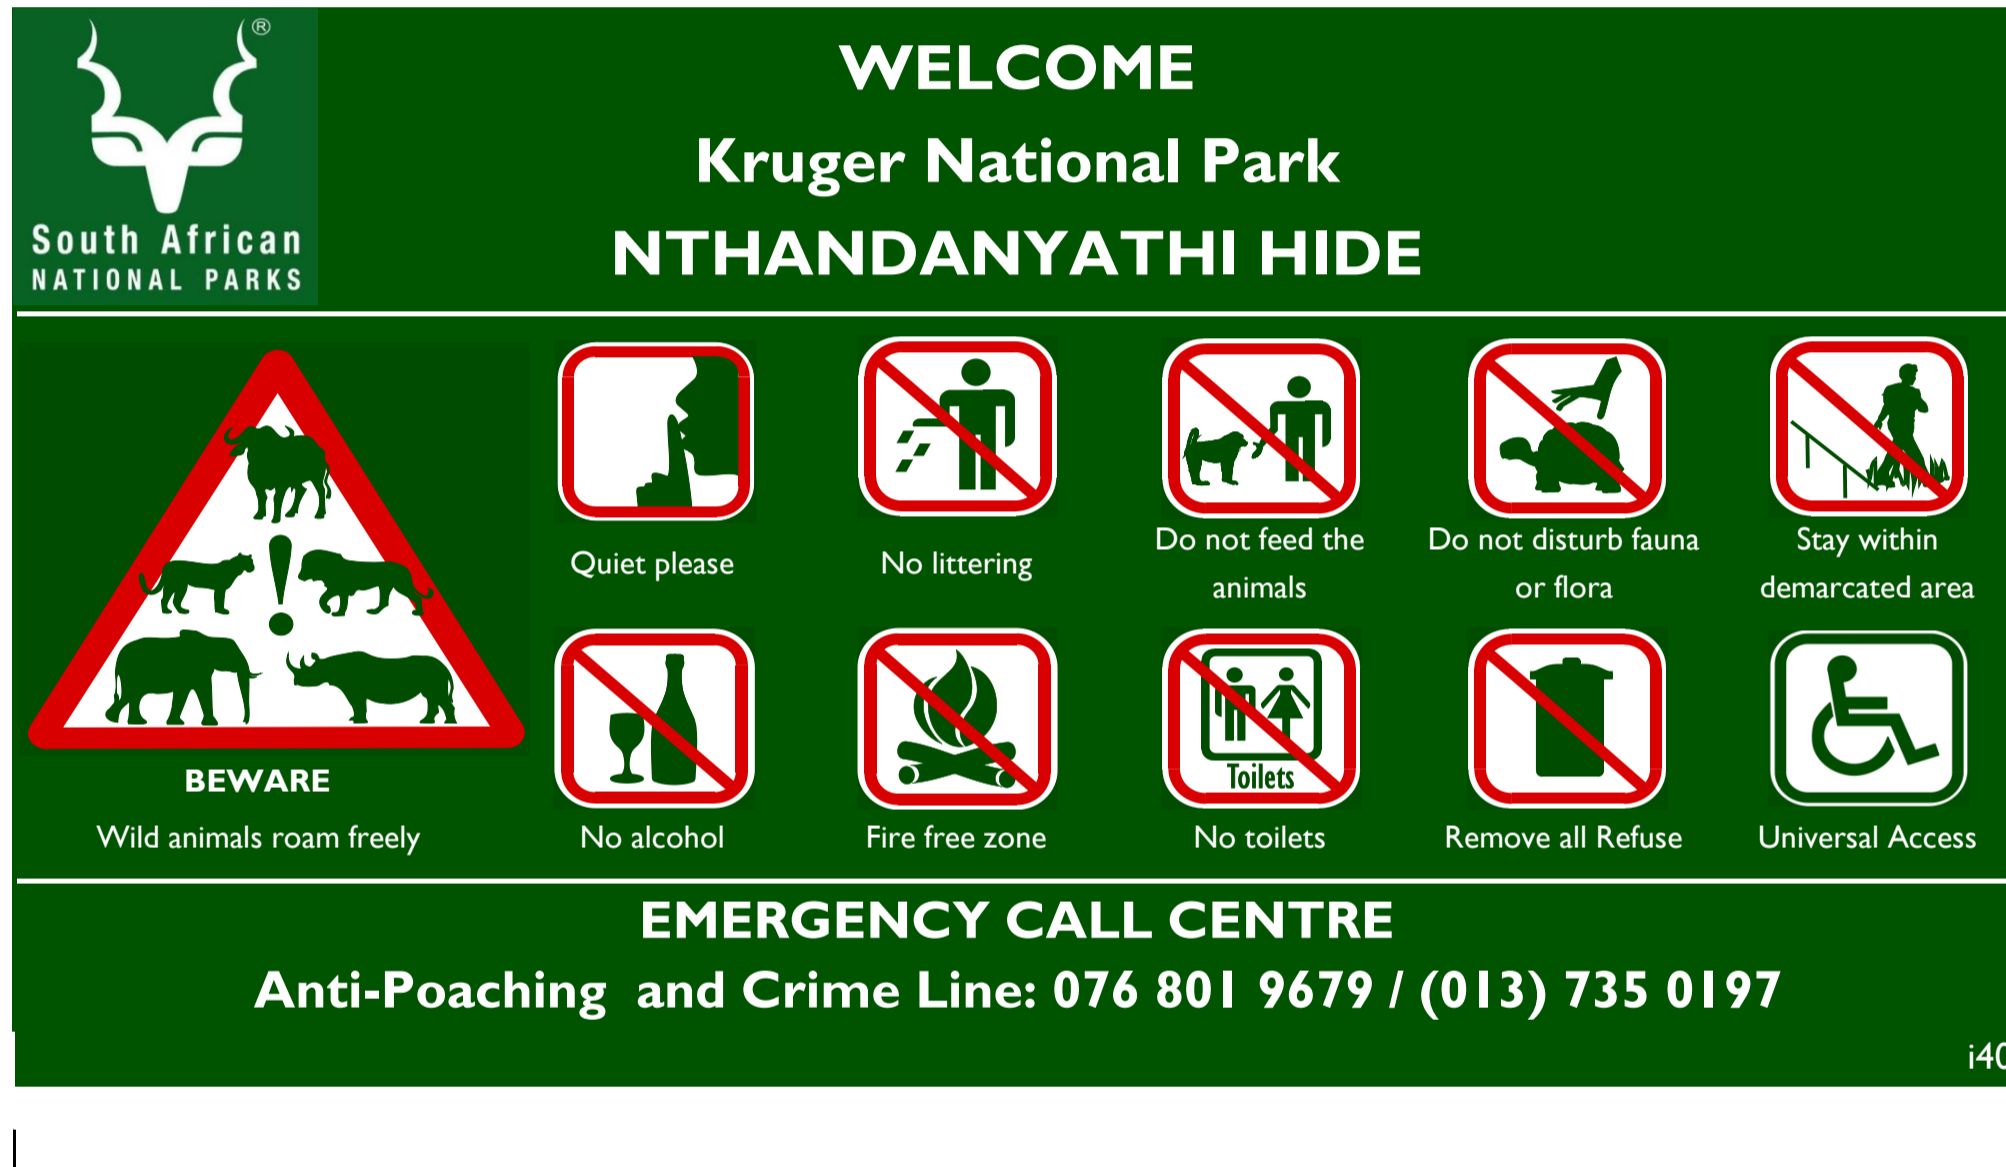 ®
South African
NATIONAL PARKS
WELCOME
Kruger National Park
NTHANDANYATHI HIDE
Quiet please
No littering
Do not feed the
animals
Do not disturb fauna
or flora
Stay within
demarcated area
BEWARE
Wild animals roam freely
No alcohol
Fire free zone
Toilets
No toilets
Remove all Refuse
Universal Access
EMERGENCY CALL CENTRE
Anti-Poaching and Crime Line: 076 801 9679 / (013) 735 0197